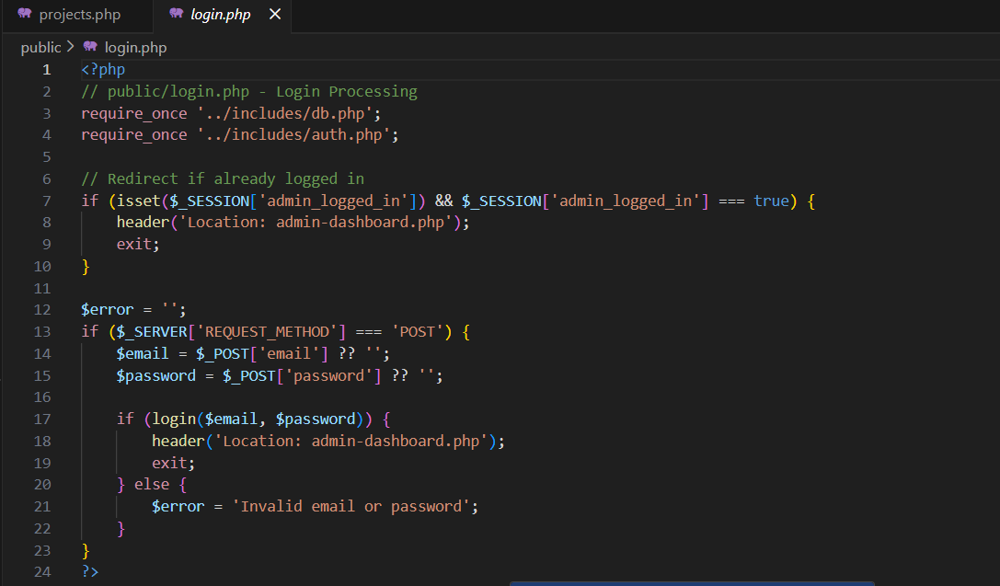 projects.php login.php ×
public > login.php
1 <?php
2 // public/login.php - Login Processing
3 require_once '../includes/db.php';
4 require_once '../includes/auth.php';
5
6 // Redirect if already logged in
7 if (isset($_SESSION['admin_logged_in']) && $_SESSION['admin_logged_in'] === true) {
8     header('Location: admin-dashboard.php');
9     exit;
10 }
11
12 $error = '';
13 if ($_SERVER['REQUEST_METHOD'] === 'POST') {
14     $email = $_POST['email'] ?? '';
15     $password = $_POST['password'] ?? '';
16
17     if (login($email, $password)) {
18         header('Location: admin-dashboard.php');
19         exit;
20     } else {
21         $error = 'Invalid email or password';
22     }
23 }
24 ?>